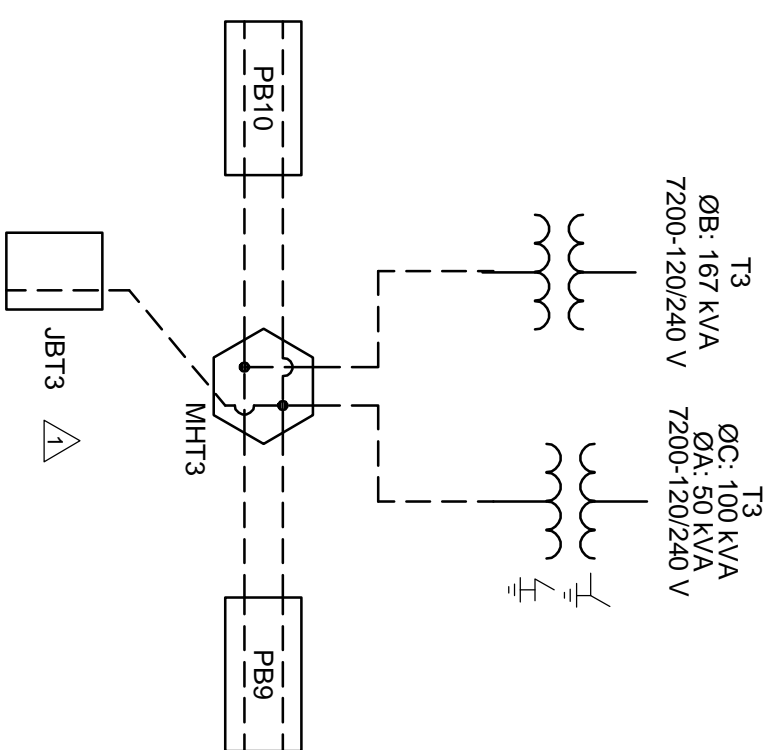 T3
ØB: 167 kVA
7200-120/240 V
T3
ØC: 100 kVA
ØA: 50 kVA
7200-120/240 V
PB10
MHT3
PB9
JBT3
1